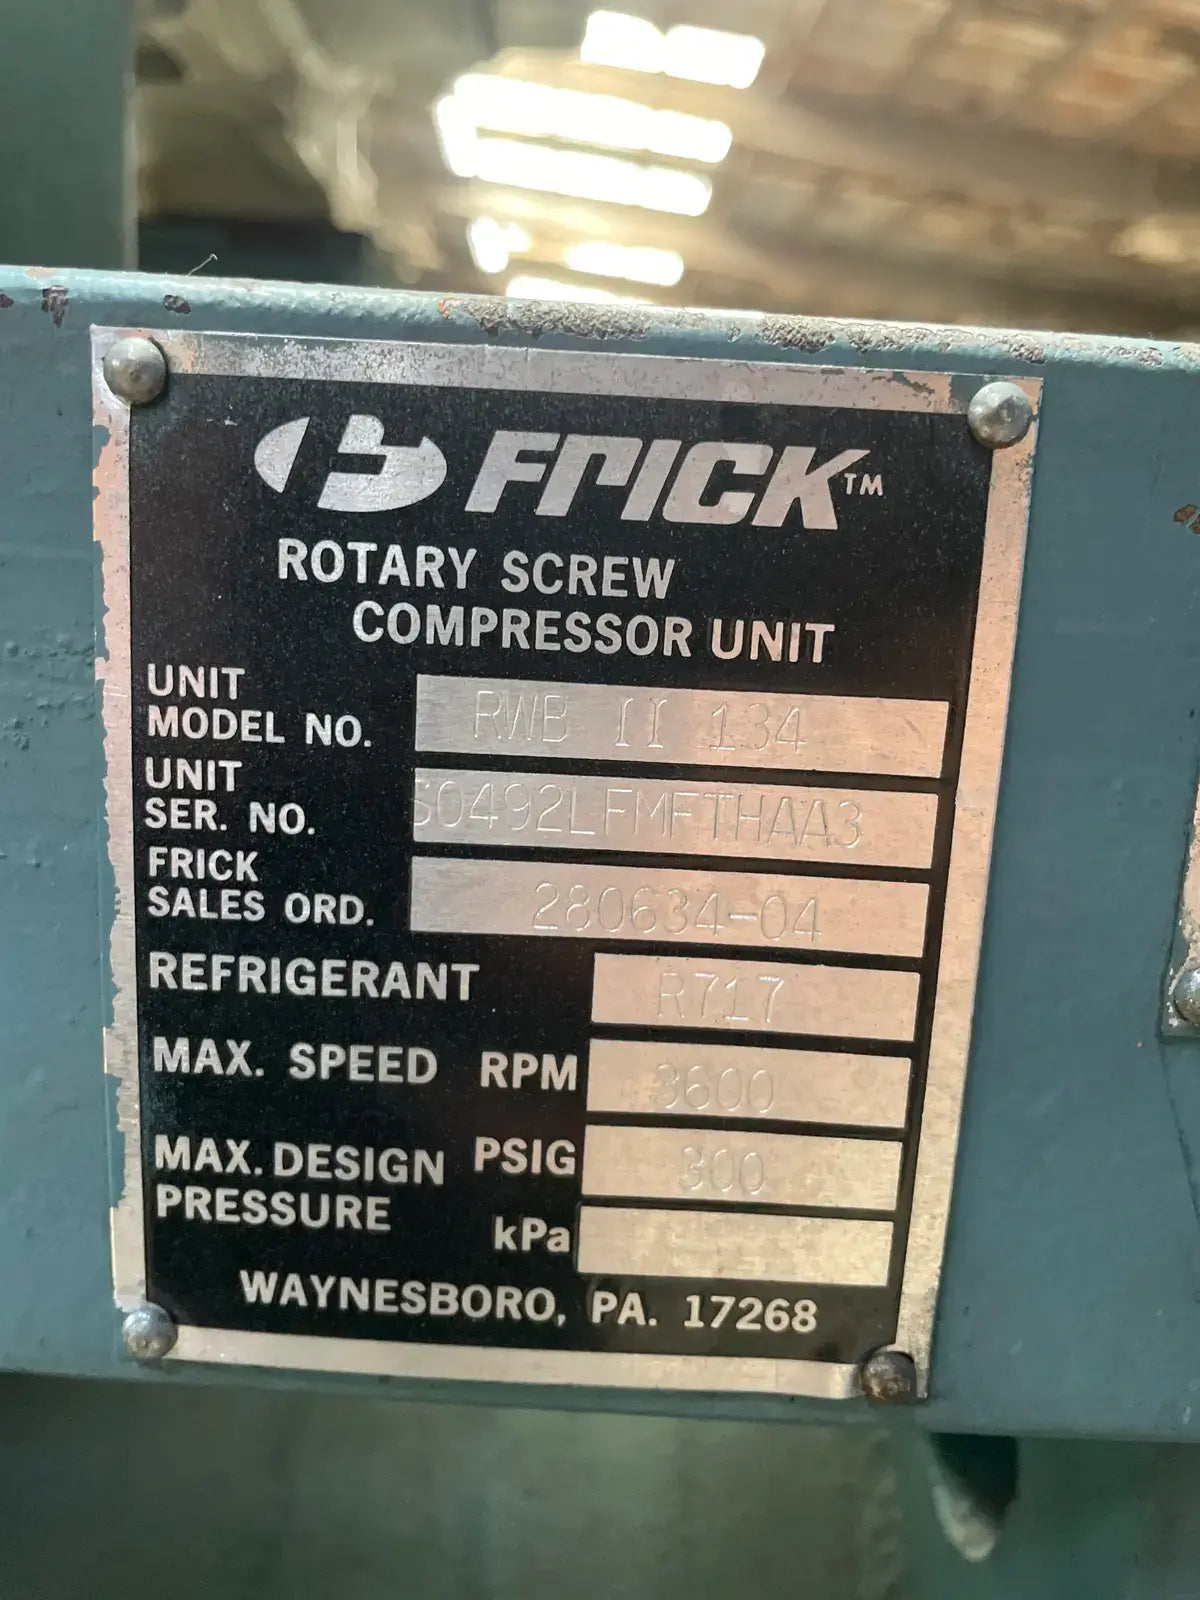 FRICK™
ROTARY SCREW
COMPRESSOR UNIT
UNIT
MODEL NO. RWB II 134
UNIT
SER. NO. S0492LFMFTHAA3
FRICK
SALES ORD. 280634-04
REFRIGERANT R717
MAX. SPEED RPM 3600
MAX. DESIGN PSIG 300
PRESSURE
kPa
WAYNESBORO, PA. 17268